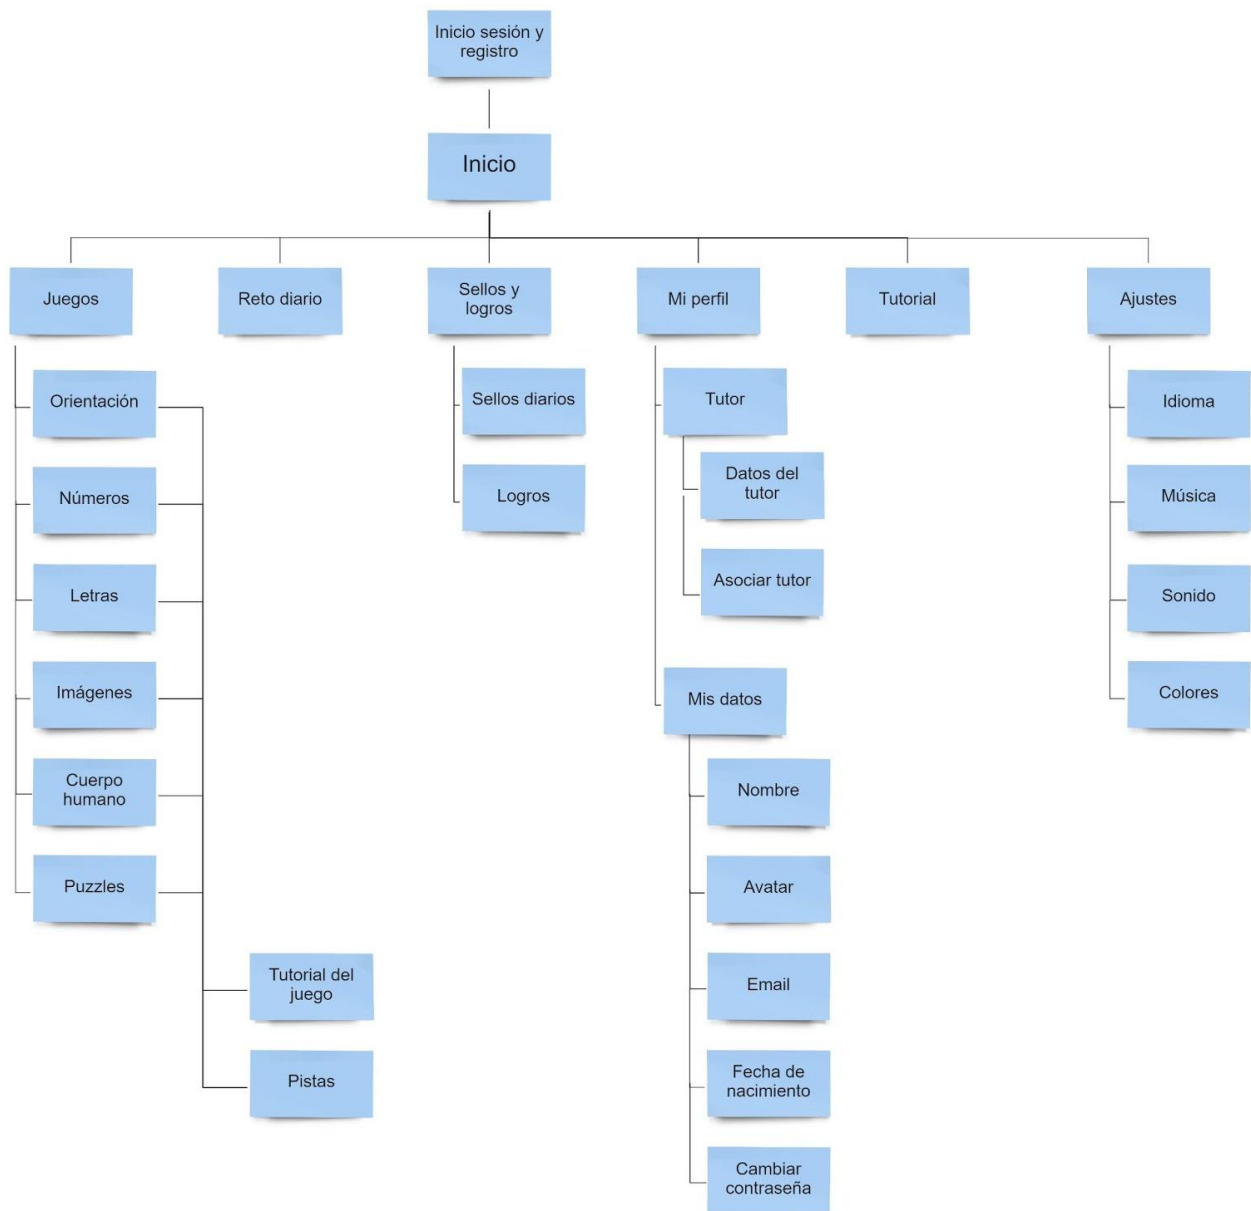 Inicio sesión y
registro
Inicio
Juegos
Reto diario
Sellos y
logros
Mi perfil
Tutorial
Ajustes
Orientación
Números
Letras
Imágenes
Cuerpo
humano
Puzzles
Tutorial del
juego
Pistas
Sellos diarios
Logros
Tutor
Datos del
tutor
Asociar tutor
Mis datos
Nombre
Avatar
Email
Fecha de
nacimiento
Cambiar
contraseña
Idioma
Música
Sonido
Colores